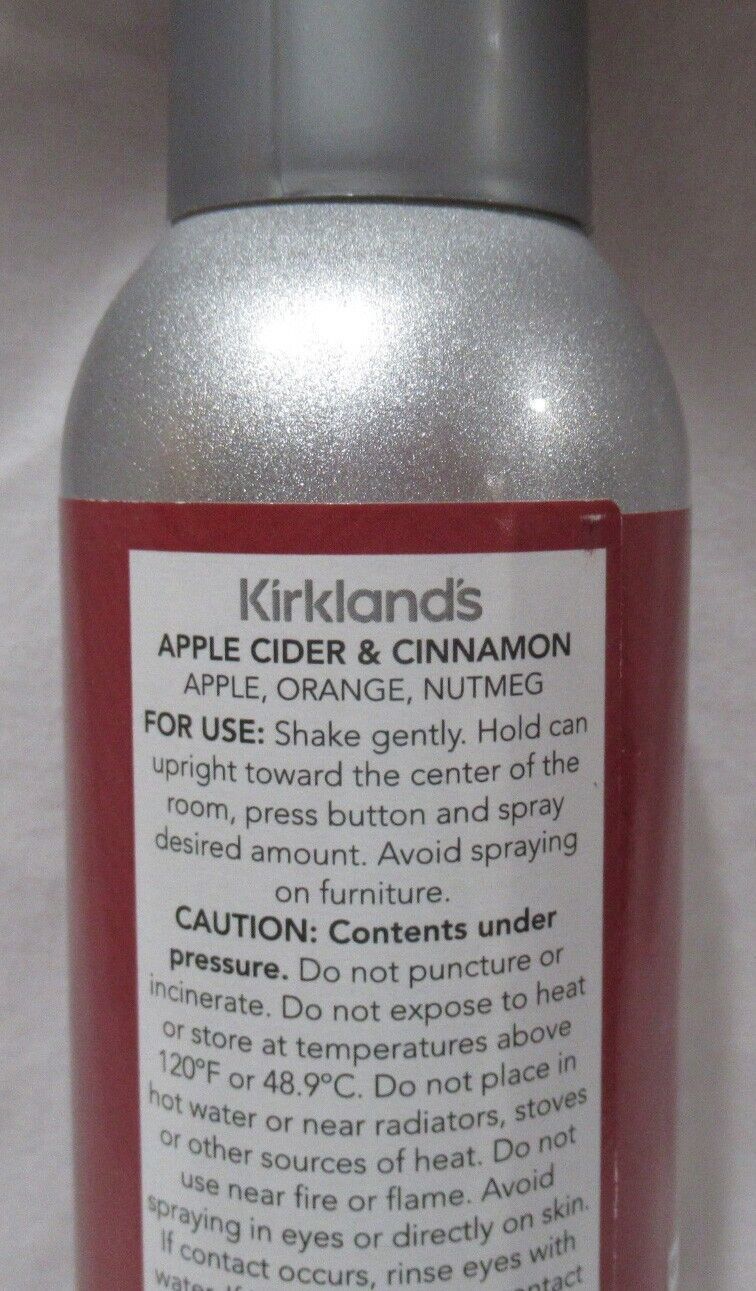 Kirkland's
APPLE CIDER & CINNAMON
APPLE, ORANGE, NUTMEG
FOR USE: Shake gently. Hold can
upright toward the center of the
room, press button and spray
desired amount. Avoid spraying
on furniture.
CAUTION: Contents under
pressure. Do not puncture or
incinerate. Do not expose to heat
or store at temperatures above
120°F or 48.9°C. Do not place in
hot water or near radiators, stoves
or other sources of heat. Do not
use near fire or flame. Avoid
spraying in eyes or directly on skin.
If contact occurs, rinse eyes with